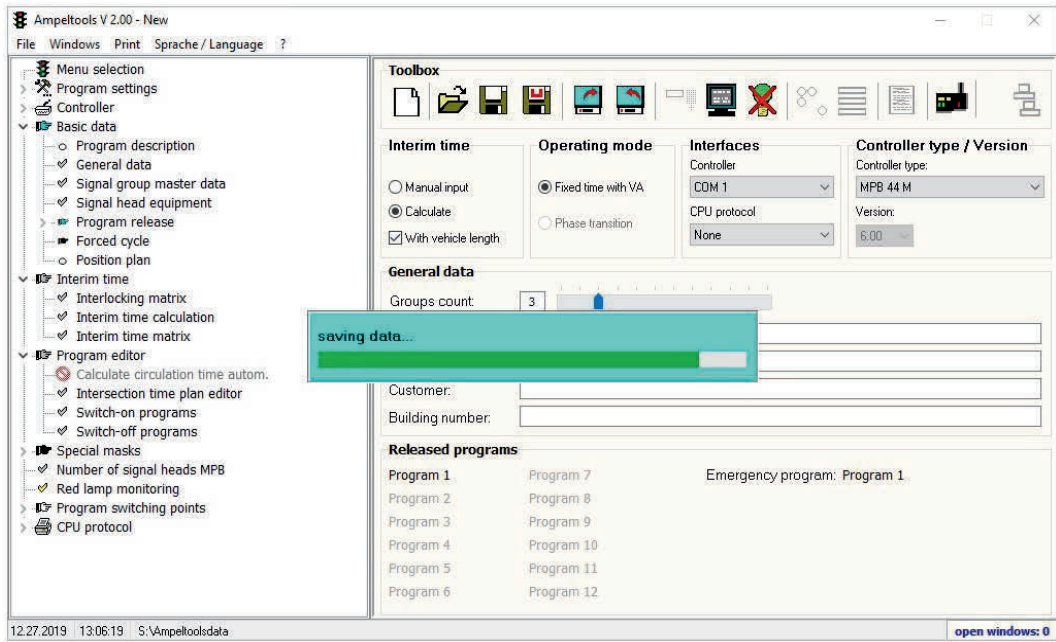 Ampeltools V 2.00 - New
File Windows Print Sprache / Language ?
Menu selection
Program settings
Controller
Basic data
Program description
General data
Signal group master data
Signal head equipment
Program release
Forced cycle
Position plan
Interim time
Interlocking matrix
Interim time calculation
Interim time matrix
Program editor
Calculate circulation time autom.
Intersection time plan editor
Switch-on programs
Switch-off programs
Special masks
Number of signal heads MPB
Red lamp monitoring
Program switching points
CPU protocol
Toolbox
Interim time
Manual input
Calculate
With vehicle length
Operating mode
Fixed time with VA
Phase transition
Interfaces
Controller
COM 1
CPU protocol
None
Controller type / Version
Controller type:
MPB 44 M
Version:
6.00
General data
Groups count: 3
saving data...
Customer:
Building number:
Released programs
Program 1 Program 7 Emergency program: Program 1
Program 2 Program 8
Program 3 Program 9
Program 4 Program 10
Program 5 Program 11
Program 6 Program 12
12.27.2019 13:06:19 S:\Ampeltoolsdata open windows: 0